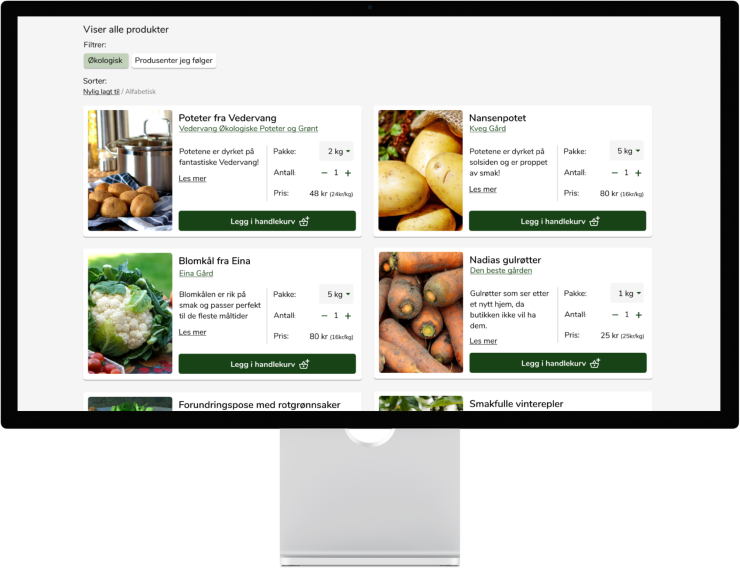 Viser alle produkter
Filtrer:
Økologisk
Produsenter jeg følger
Sorter:
Nylig lagt til / Alfabetisk
Poteter fra Vedervang
Vedervang Økologiske Poteter og Grønt
Potetene er dyrket på
fantastiske Vedervang!
Les mer
Pakke: 2 kg
Antall: − 1 +
Pris: 48 kr (24kr/kg)
Legg i handlekurv
Nansenpotet
Kveg Gård
Potetene er dyrket på
solsiden og er proppet
av smak!
Les mer
Pakke: 5 kg
Antall: − 1 +
Pris: 80 kr (16kr/kg)
Legg i handlekurv
Blomkål fra Eina
Eina Gård
Blomkålen er rik på
smak og passer perfekt
til de fleste måltider
Les mer
Pakke: 5 kg
Antall: − 1 +
Pris: 80 kr (16kr/kg)
Legg i handlekurv
Nadias gulrøtter
Den beste gården
Gulrøtter som ser etter
et nytt hjem, da
butikken ikke vil ha
dem.
Les mer
Pakke: 1 kg
Antall: − 1 +
Pris: 25 kr (25kr/kg)
Legg i handlekurv
Forundringspose med rotgrønnsaker
Smakfulle vinterepler